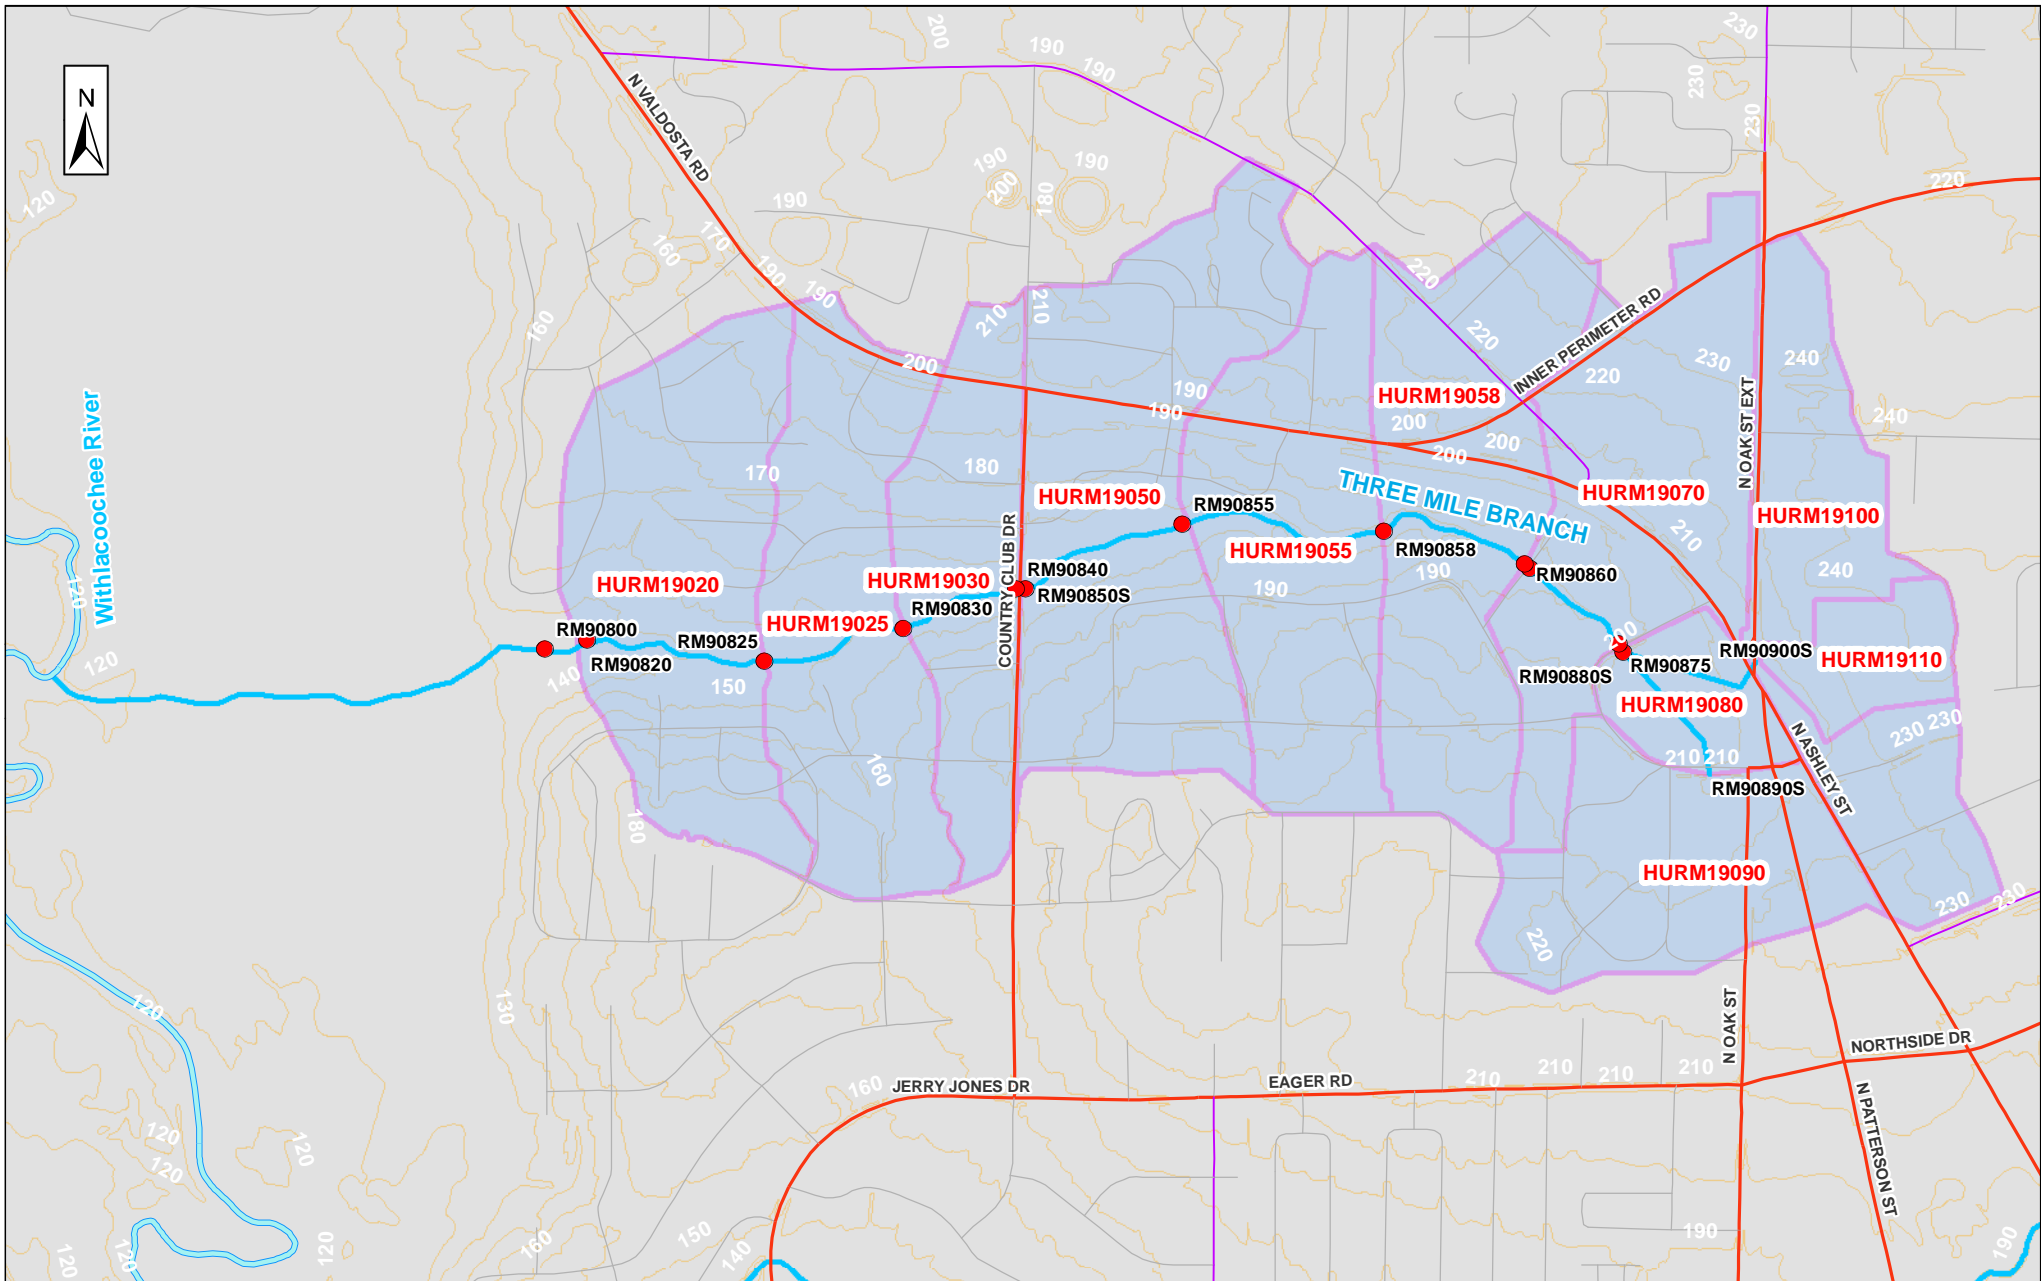 230
200
190
190
230
N
N VALDOSTA RD
230
190
190
200
180
120
190
220
170
160
190
190
220
210
210
INNER PERIMETER RD
160
220
230
240
200
220
190
HURM19058
N OAK ST EXT
190
200
240
200
200
170
180
THREE MILE BRANCH
HURM19070
Withlacoochee River
HURM19050
RM90855
HURM19100
210
COUNTRY CLUB DR
HURM19055
RM90858
120
HURM19020
HURM19030
RM90840
RM90850S
190
190
RM90860
240
RM90830
HURM19025
RM90800
RM90825
RM90820
200
RM90900S
RM90875
RM90880S
HURM19110
120
140
150
HURM19080
230
230
N ASHLEY ST
160
210
210
RM90890S
180
HURM19090
230
230
220
120
130
N OAK ST
NORTHSIDE DR
JERRY JONES DR
160
EAGER RD
210
210
210
210
N PATTERSON ST
120
120
120
150
160
140
190
190
120
120
120